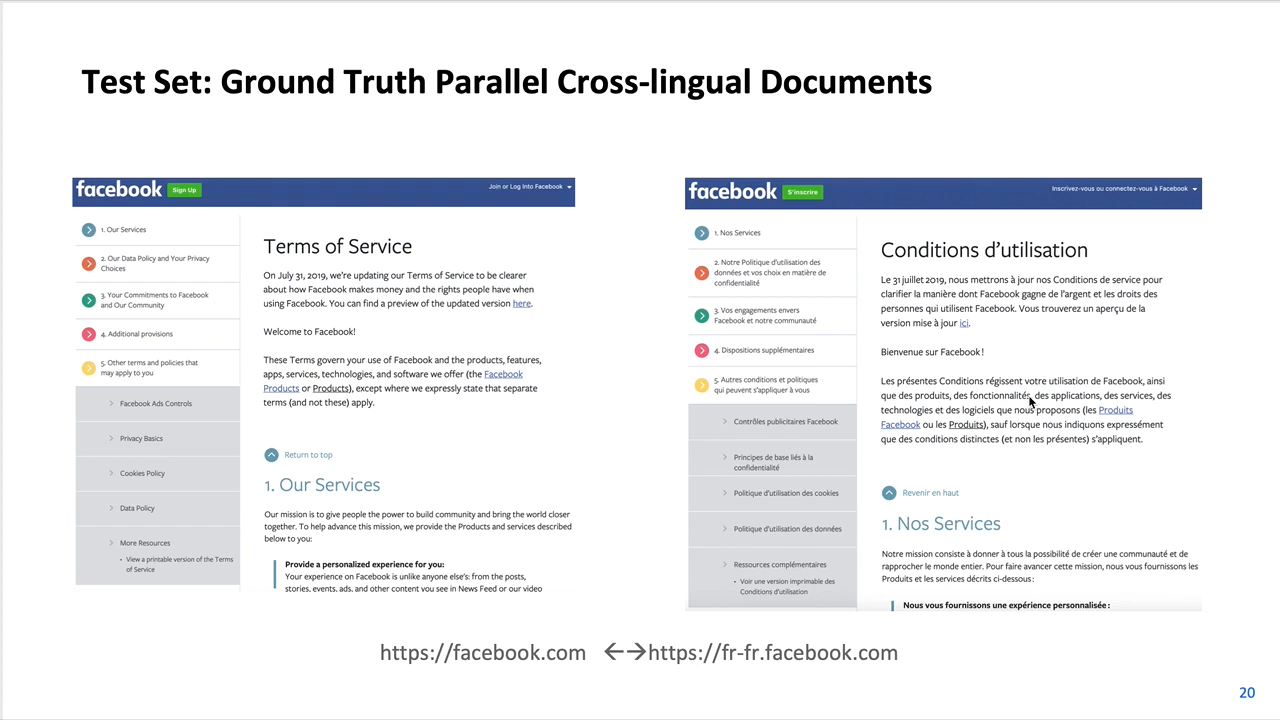 Test Set: Ground Truth Parallel Cross-lingual Documents
facebook
Sign Up
Join or Log Into Facebook
1. Our Services
2. Our Data Policy and Your Privacy
Choices
3. Your Commitments to Facebook
and Our Community
4. Additional provisions
5. Other terms and policies that
may apply to you
Facebook Ads Controls
Privacy Basics
Cookies Policy
Data Policy
More Resources
• View a printable version of the Terms
of Service
Terms of Service
On July 31, 2019, we're updating our Terms of Service to be clearer
about how Facebook makes money and the rights people have when
using Facebook. You can find a preview of the updated version here.
Welcome to Facebook!
These Terms govern your use of Facebook and the products, features,
apps, services, technologies, and software we offer (the Facebook
Products or Products), except where we expressly state that separate
terms (and not these) apply.
Return to top
1. Our Services
Our mission is to give people the power to build community and bring the world closer
together. To help advance this mission, we provide the Products and services described
below to you:
Provide a personalized experience for you:
Your experience on Facebook is unlike anyone else's: from the posts,
stories, events, ads, and other content you see in News Feed or our video
facebook
S'inscrire
Inscrivez-vous ou connectez-vous à Facebook
1. Nos Services
2. Notre Politique d'utilisation des
données et vos choix en matière de
confidentialité
3. Vos engagements envers
Facebook et notre communauté
4. Dispositions supplémentaires
5. Autres conditions et politiques
qui peuvent s'appliquer à vous
Contrôles publicitaires Facebook
Principes de base liés à la
confidentialité
Politique d'utilisation des cookies
Politique d'utilisation des données
Ressources complémentaires
• Voir une version imprimable des
Conditions d'utilisation
Conditions d'utilisation
Le 31 juillet 2019, nous mettrons à jour nos Conditions de service pour
clarifier la manière dont Facebook gagne de l'argent et les droits des
personnes qui utilisent Facebook. Vous trouverez un aperçu de la
version mise à jour ici.
Bienvenue sur Facebook !
Les présentes Conditions régissent votre utilisation de Facebook, ainsi
que des produits, des fonctionnalités, des applications, des services, des
technologies et des logiciels que nous proposons (les Produits
Facebook ou les Produits), sauf lorsque nous indiquons expressément
que des conditions distinctes (et non les présentes) s'appliquent.
Revenir en haut
1. Nos Services
Notre mission consiste à donner à tous la possibilité de créer une communauté et de
rapprocher le monde entier. Pour faire avancer cette mission, nous vous fournissons les
Produits et les services décrits ci-dessous :
Nous vous fournissons une expérience personnalisée :
https://facebook.com ←→https://fr-fr.facebook.com
20